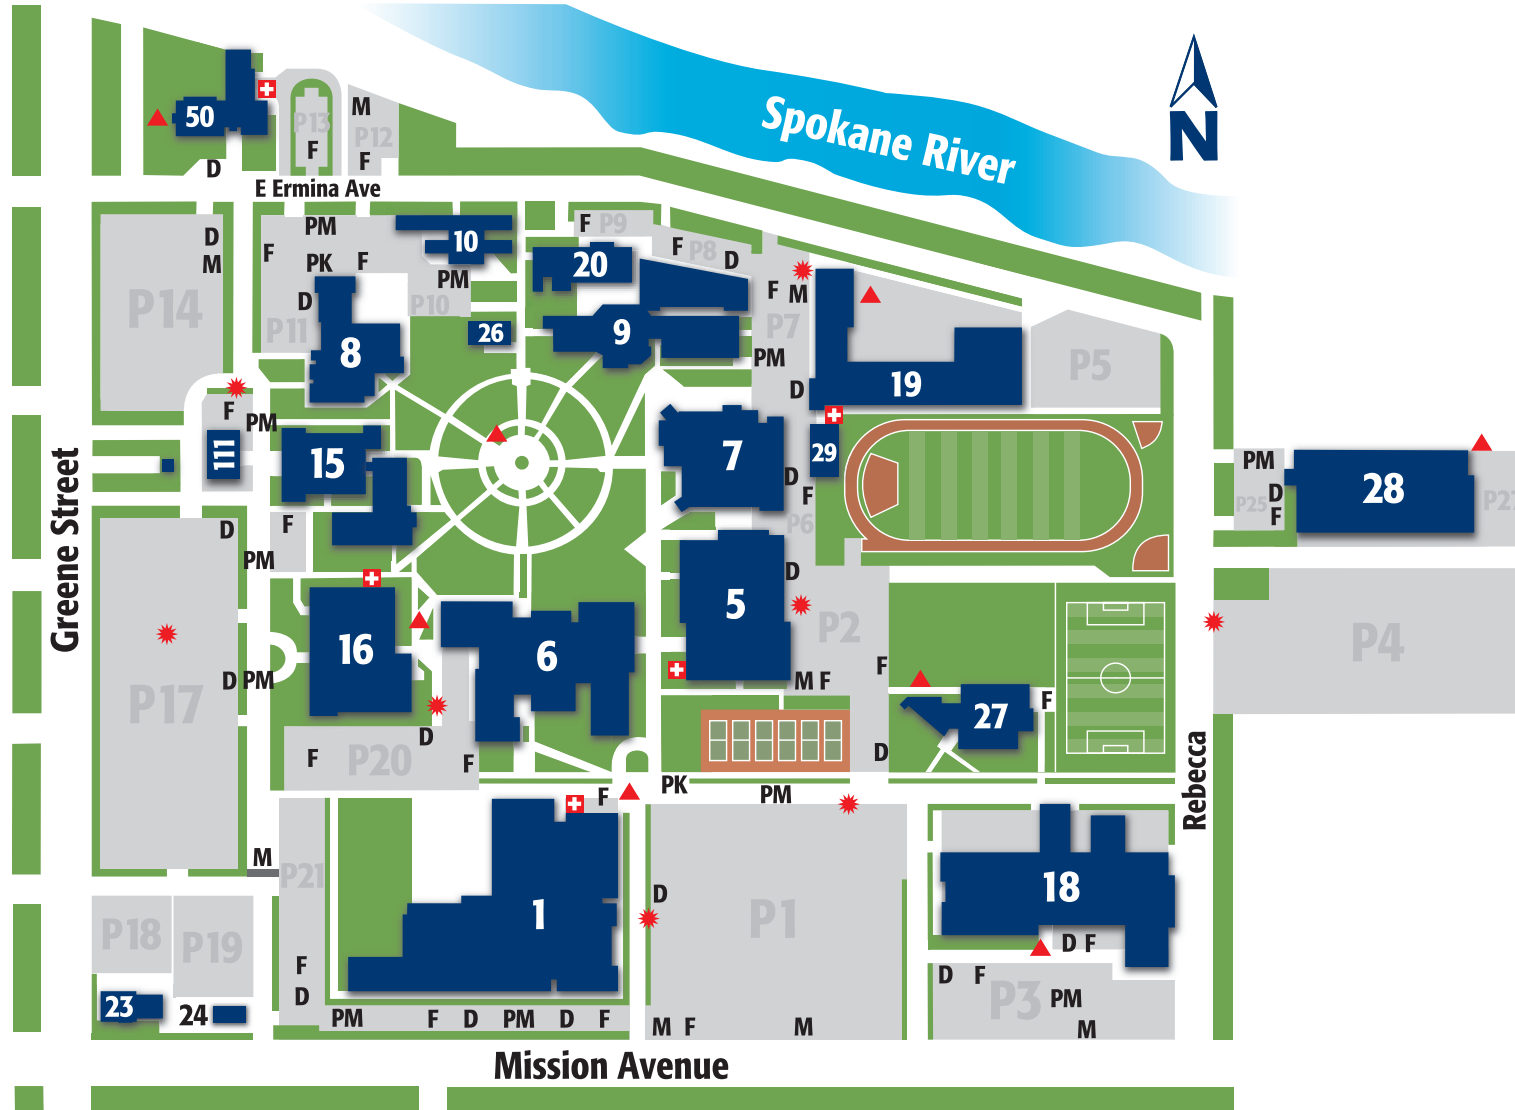 Spokane River
N
50
P13
F
M
P12
F
D
E Ermina Ave
PM
10
F
P9
F
P8
D
D
M
F
PK
F
PM
20
F
M
P14
D
P10
P11
8
26
9
P7
PM
19
P5
D
F
PM
111
15
7
29
D
F
P6
PM
D
F
P25
28
P27
Greene Street
D
F
PM
D
5
P2
16
6
P4
D
PM
P17
F
M
F
27
F
D
F
P20
F
D
PK
PM
F
Rebecca
M
P21
D
18
P1
1
P18
P19
D
F
F
D
D
F
P3
PM
23
24
PM
F
D
PM
D
F
M
F
M
M
Mission Avenue